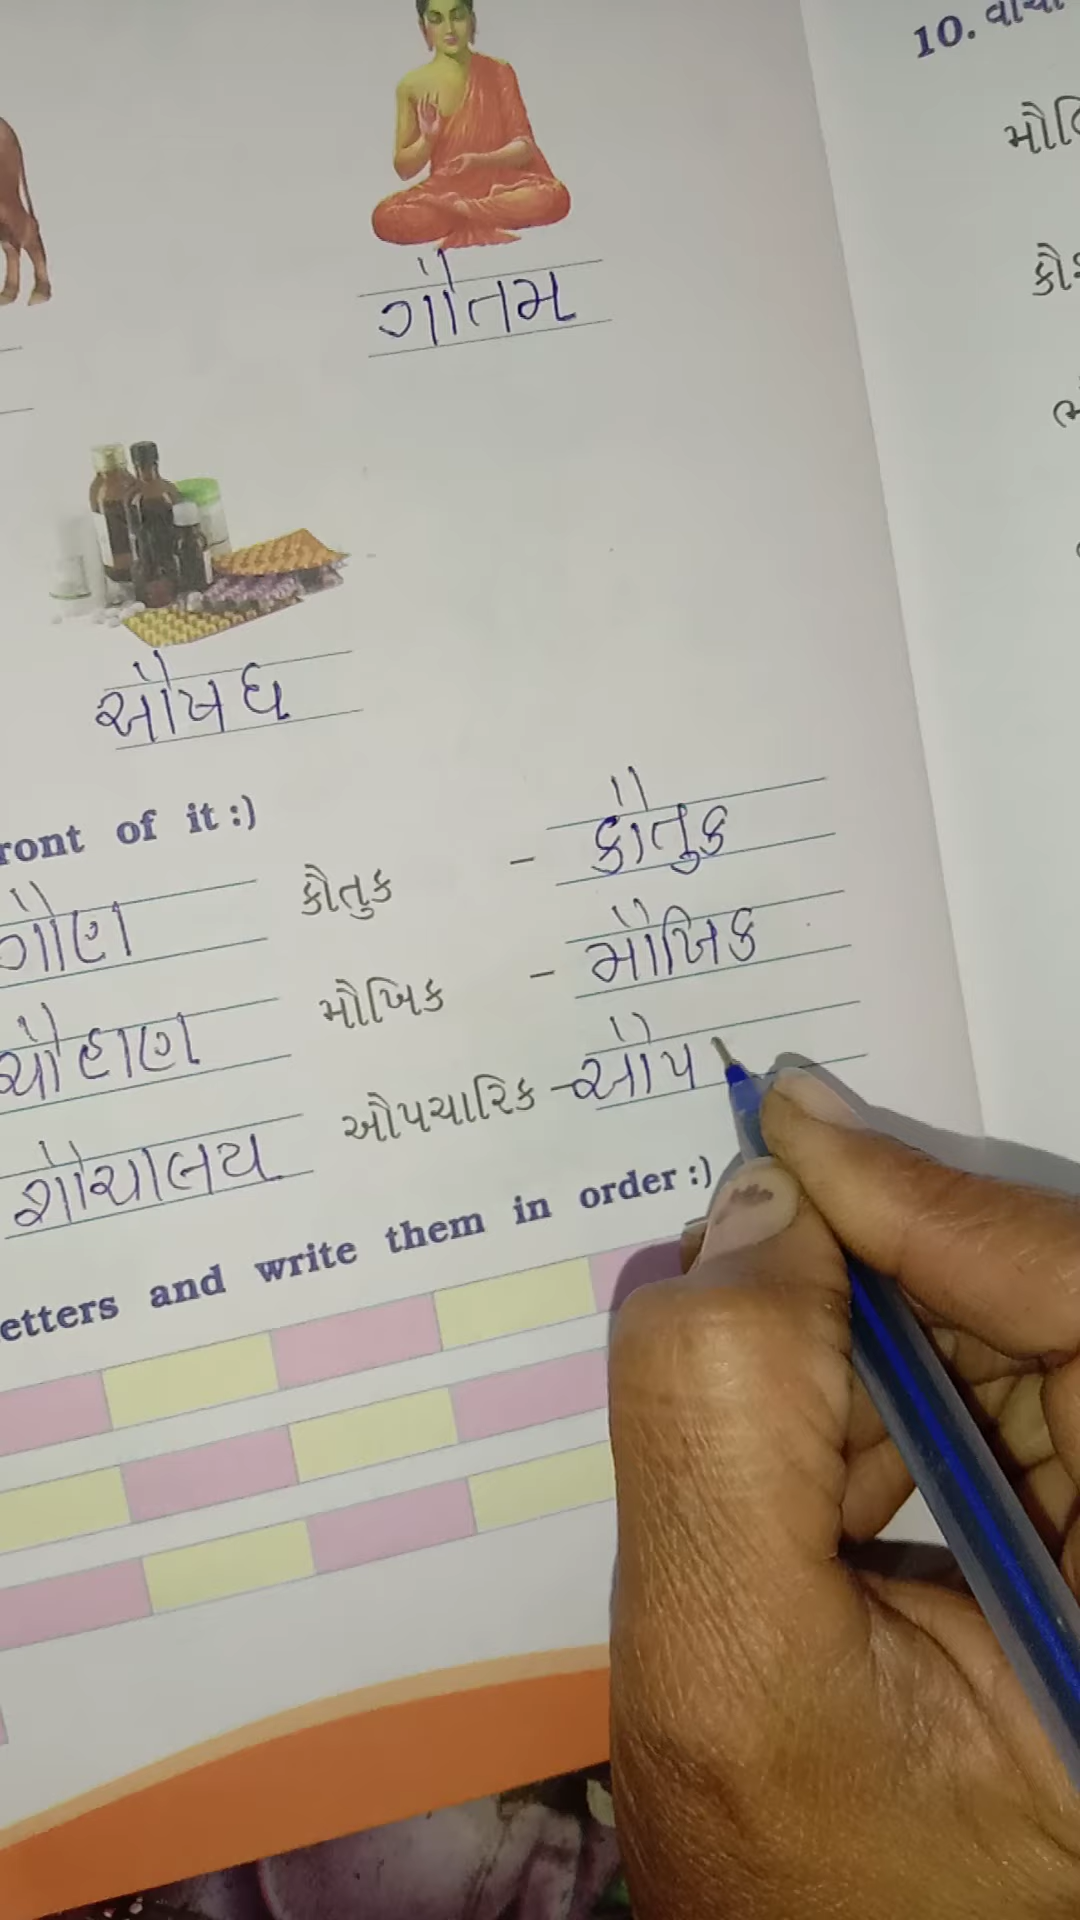 10. વાંચો
ગૌતમ
ઔષધ
ront of it:)
ગૌણ કૌતુક – કૌતુક
ચૌહાણ મૌખિક – મૌખિક
શૌચાલય ઔપચારિક – ઔપ
etters and write them in order:)